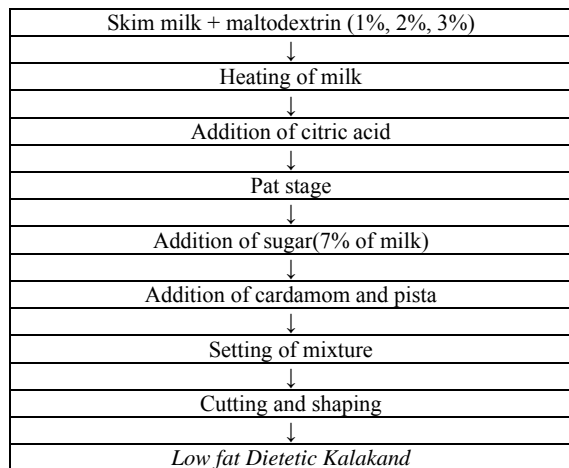 Skim milk + maltodextrin (1%, 2%, 3%)
↓
Heating of milk
↓
Addition of citric acid
↓
Pat stage
↓
Addition of sugar(7% of milk)
↓
Addition of cardamom and pista
↓
Setting of mixture
↓
Cutting and shaping
↓
Low fat Dietetic Kalakand